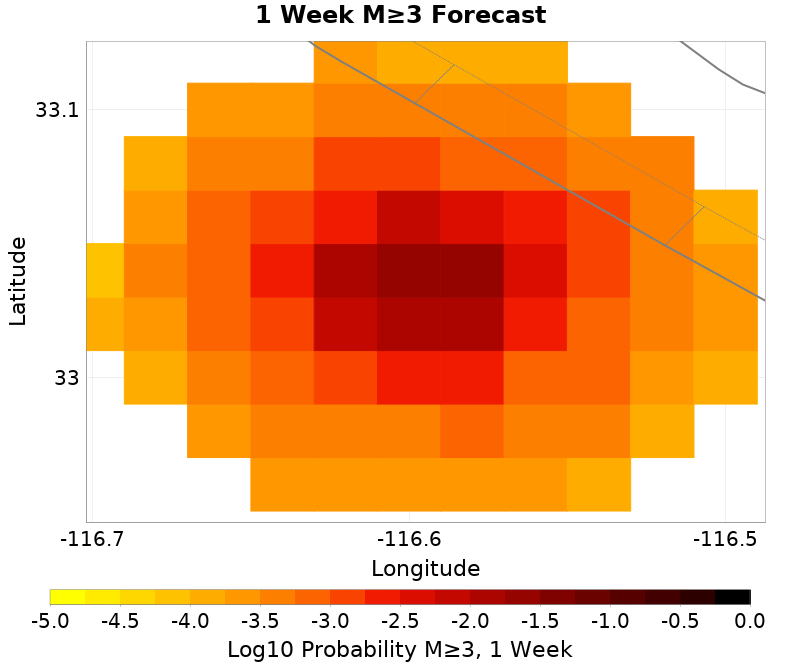 1 Week M≥3 Forecast
33.1
33
Latitude
-116.7 -116.6 -116.5
Longitude
-5.0 -4.5 -4.0 -3.5 -3.0 -2.5 -2.0 -1.5 -1.0 -0.5 0.0
Log10 Probability M≥3, 1 Week